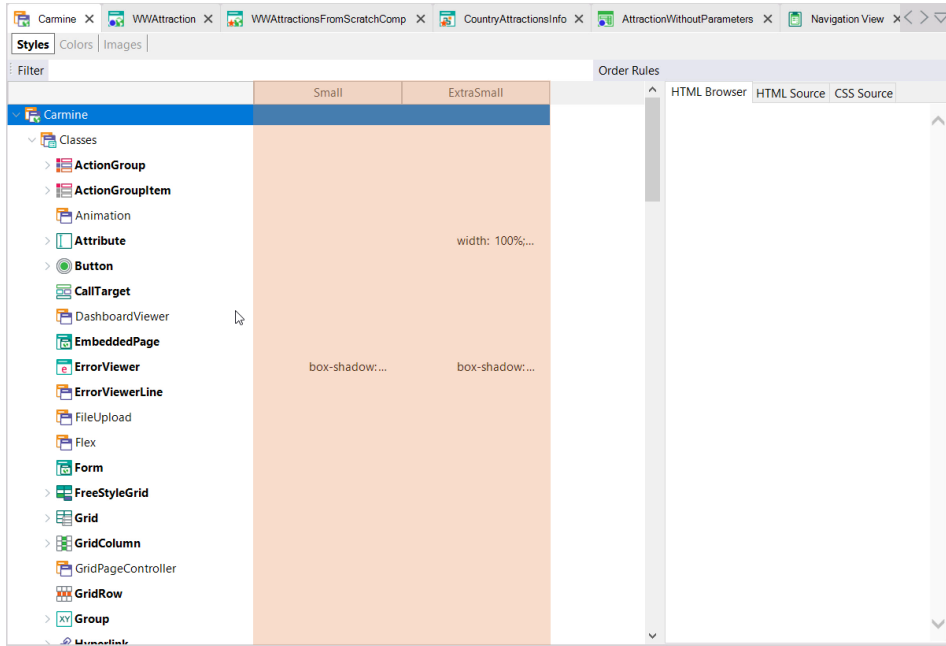 Carmine WWAttraction WWAttractionsFromScratchComp CountryAttractionsInfo AttractionWithoutParameters Navigation View
Styles Colors Images
Filter Order Rules
Small ExtraSmall HTML Browser HTML Source CSS Source
Carmine
Classes
ActionGroup
ActionGroupItem
Animation
Attribute width: 100%;...
Button
CallTarget
DashboardViewer
EmbeddedPage
ErrorViewer box-shadow:... box-shadow:...
ErrorViewerLine
FileUpload
Flex
Form
FreeStyleGrid
Grid
GridColumn
GridPageController
GridRow
XY Group
Hyperlink